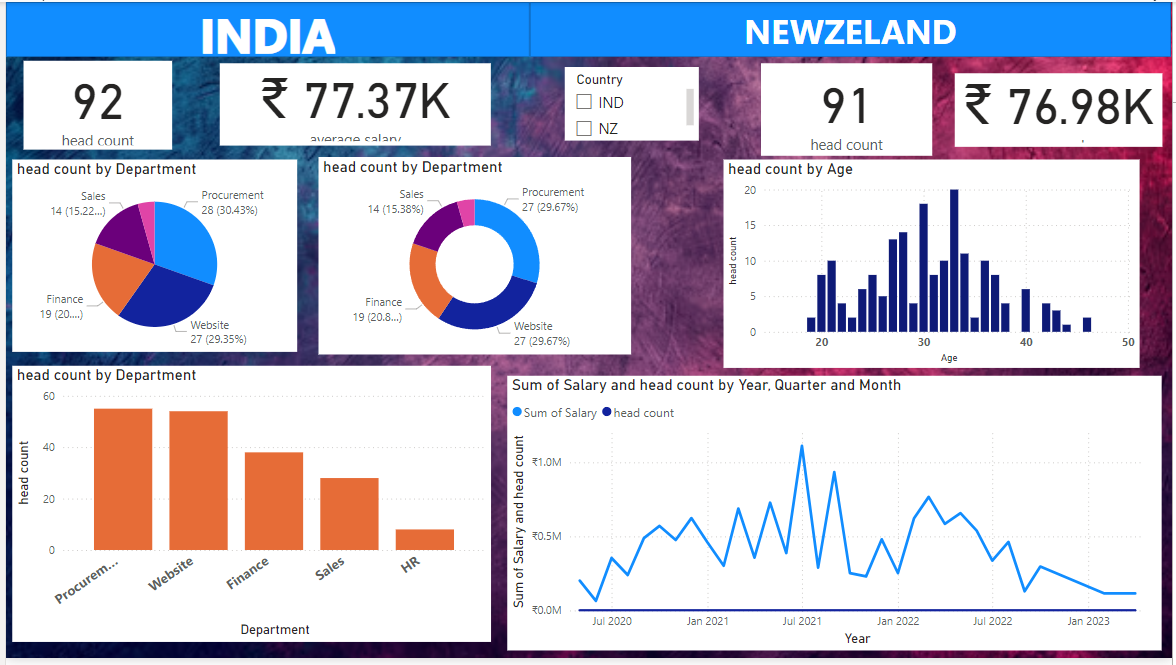 INDIA
NEWZELAND
92
head count
₹ 77.37K
average salary
Country
IND
NZ
91
head count
₹ 76.98K
head count by Department
Sales
14 (15.22...)
Procurement
28 (30.43%)
Finance
19 (20....)
Website
27 (29.35%)
head count by Department
Sales
14 (15.38%)
Procurement
27 (29.67%)
Finance
19 (20.8...)
Website
27 (29.67%)
head count by Age
head count
20
15
10
5
0
20
30
40
50
Age
head count by Department
head count
60
40
20
0
Procurem...
Website
Finance
Sales
HR
Department
Sum of Salary and head count by Year, Quarter and Month
Sum of Salary
head count
Sum of Salary and head count
₹1.0M
₹0.5M
₹0.0M
Jul 2020
Jan 2021
Jul 2021
Jan 2022
Jul 2022
Jan 2023
Year